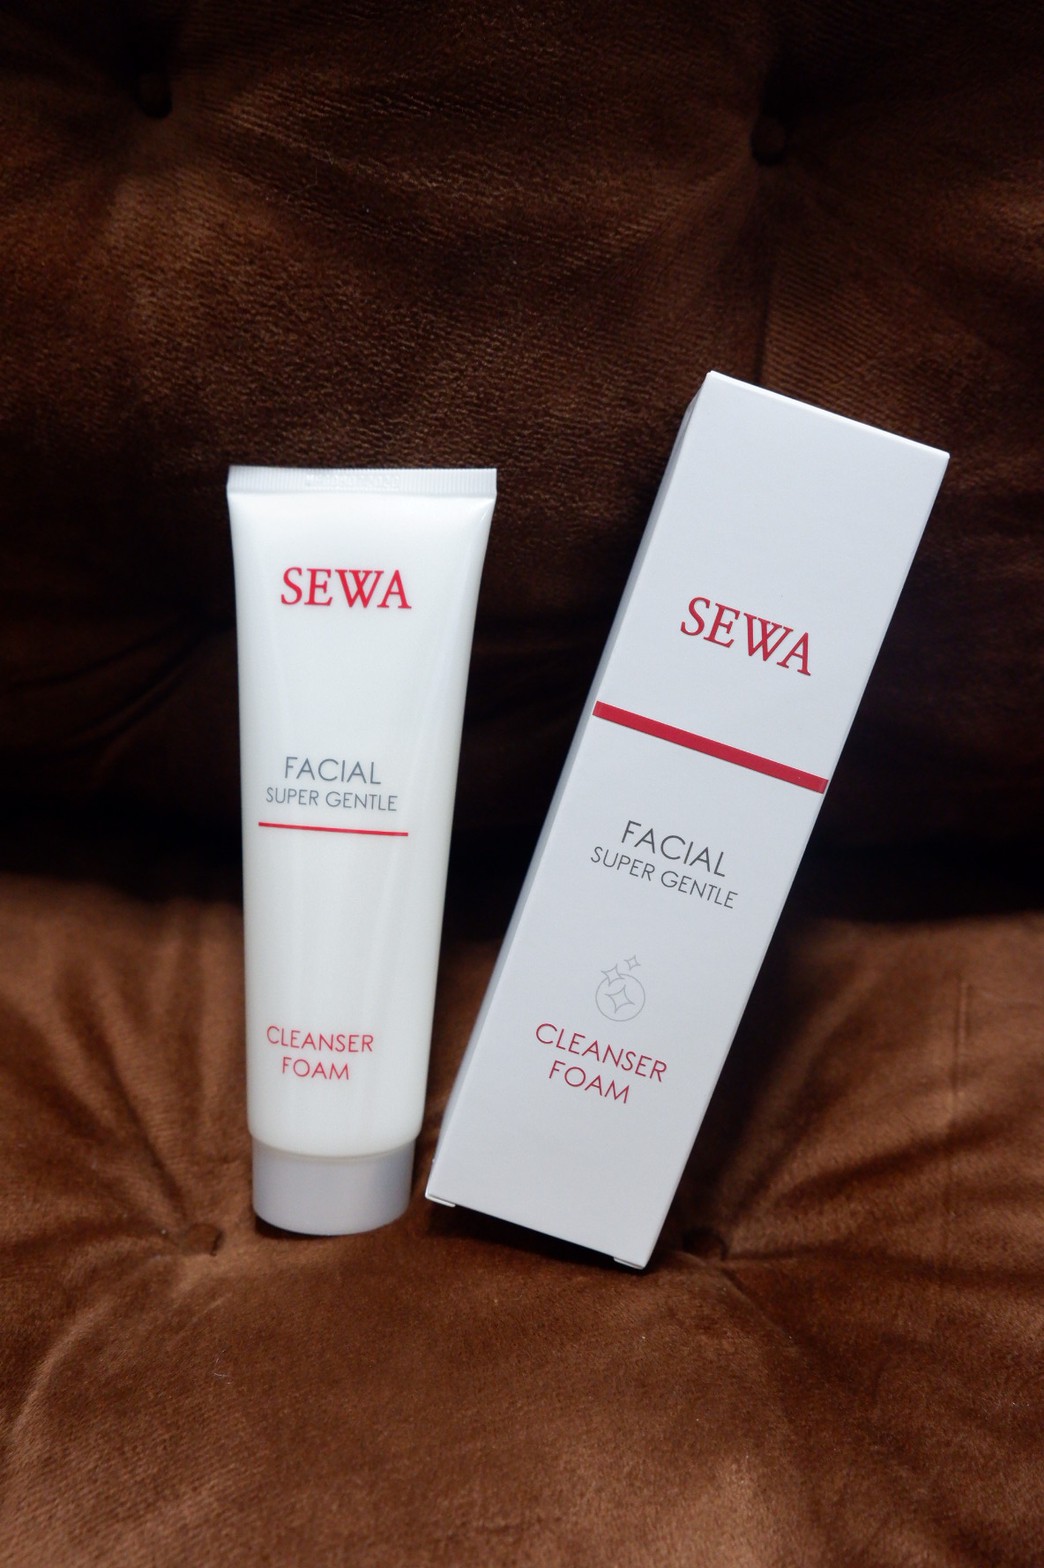 SEWA
FACIAL
SUPER GENTLE
CLEANSER
FOAM
SEWA
FACIAL
SUPER GENTLE
CLEANSER
FOAM